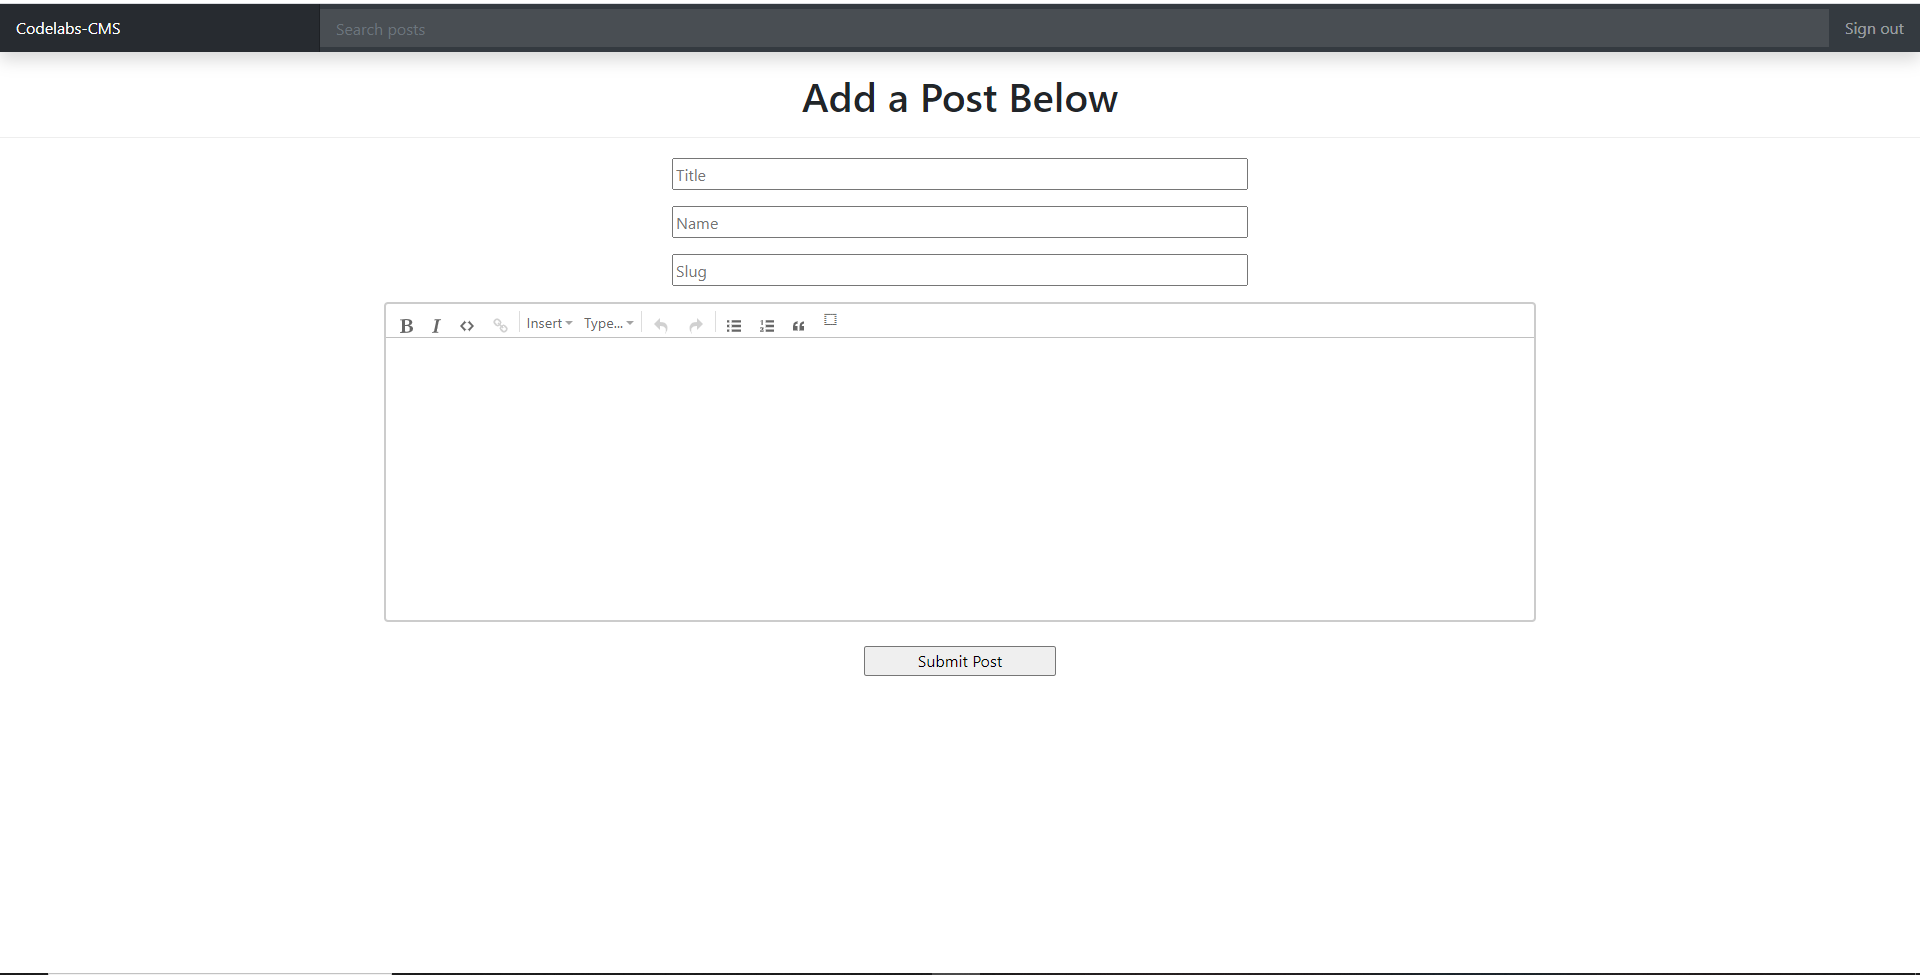 Codelabs-CMS Search posts Sign out
Add a Post Below
Title
Name
Slug
B I <> Insert Type...
Submit Post